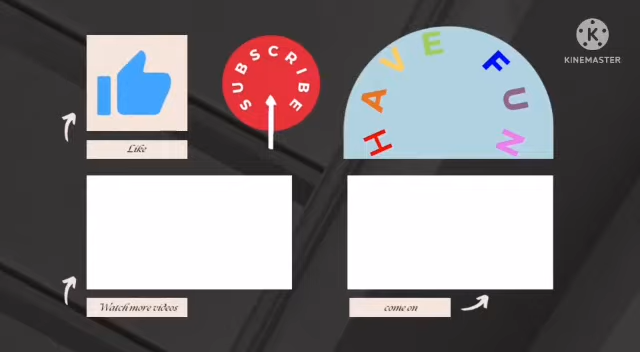 SUBSCRIBE
HAVE FUN
K
KINEMASTER
Like
Watch more videos
come on